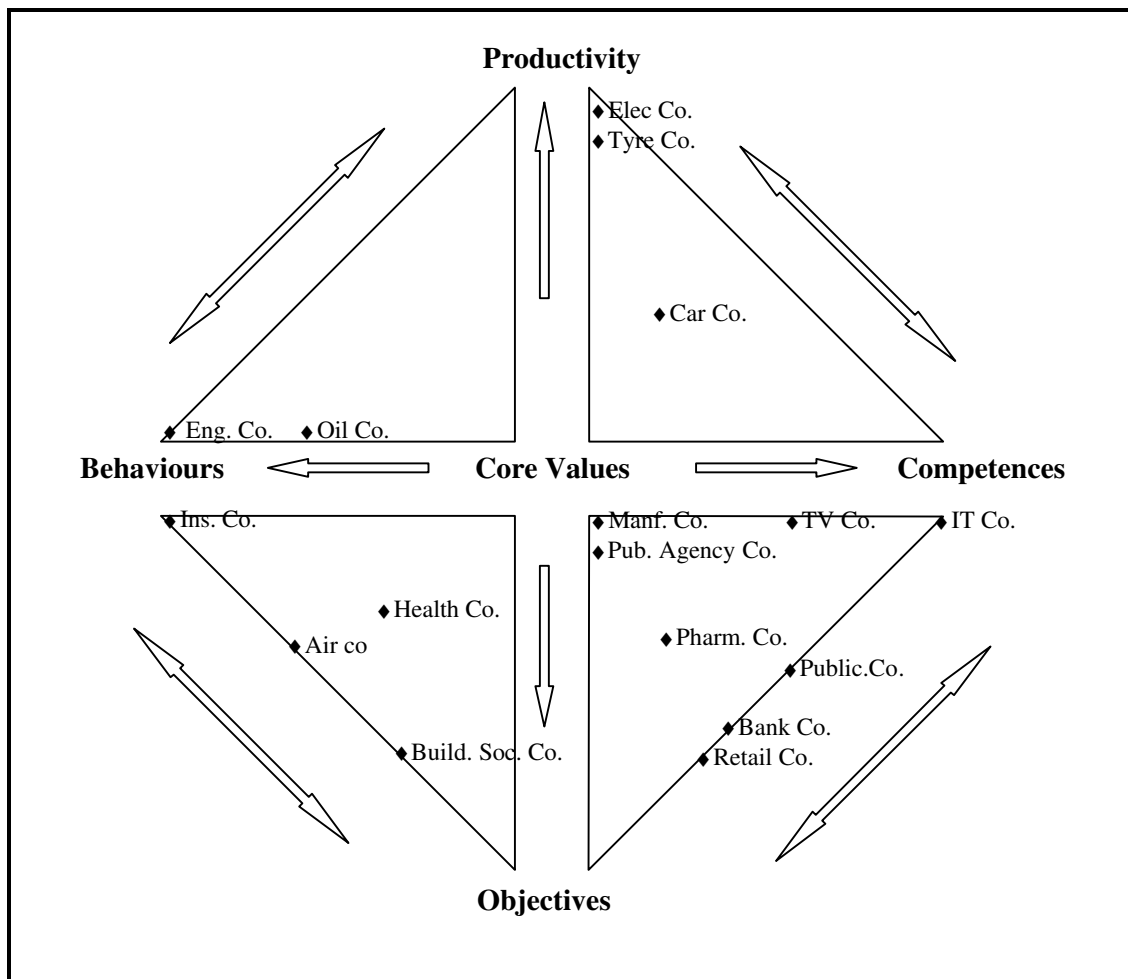 Productivity
Elec Co.
Tyre Co.
Car Co.
Eng. Co.
Oil Co.
Behaviours
Core Values
Competences
Ins. Co.
Manf. Co.
TV Co.
IT Co.
Pub. Agency Co.
Health Co.
Pharm. Co.
Air co
Public.Co.
Bank Co.
Build. Soc. Co.
Retail Co.
Objectives